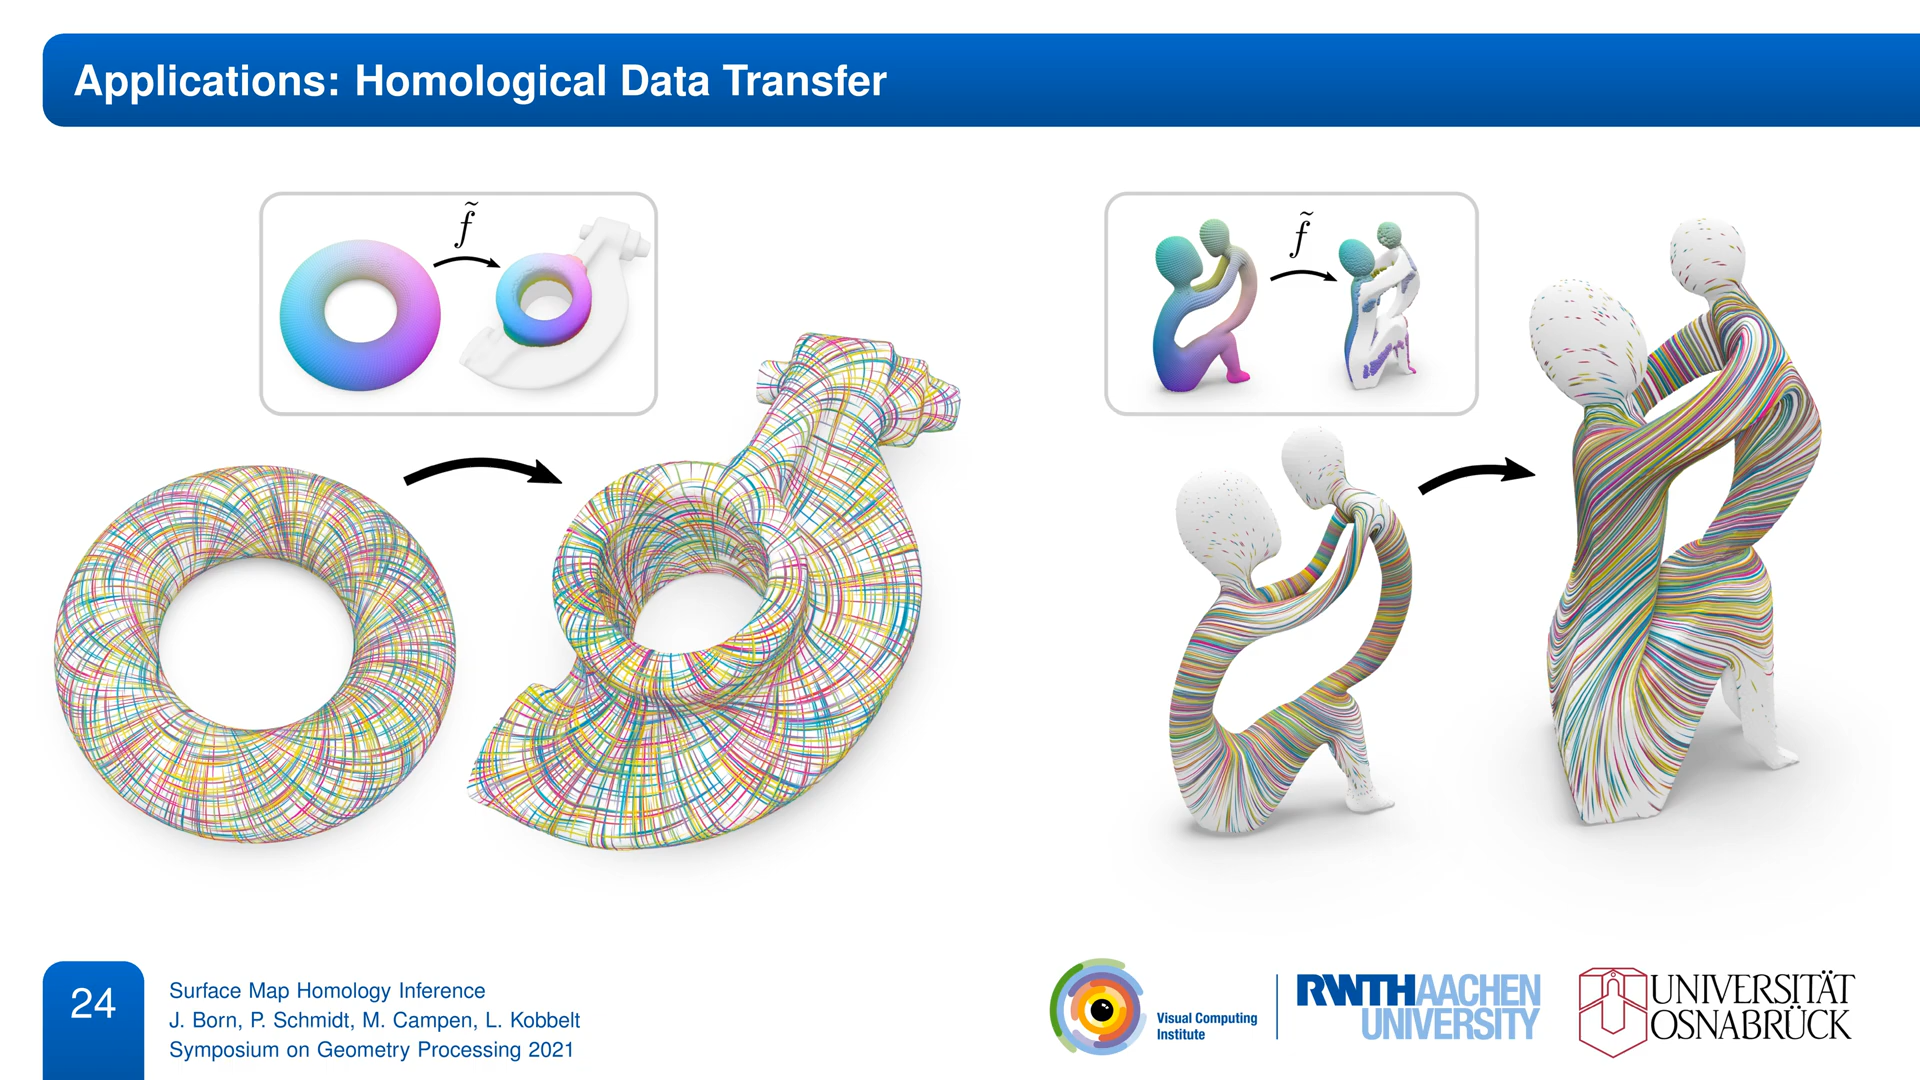 Applications: Homological Data Transfer
f̃
f̃
24
Surface Map Homology Inference
J. Born, P. Schmidt, M. Campen, L. Kobbelt
Symposium on Geometry Processing 2021
Visual Computing
Institute
RWTHAACHEN
UNIVERSITY
UNIVERSITÄT
OSNABRÜCK